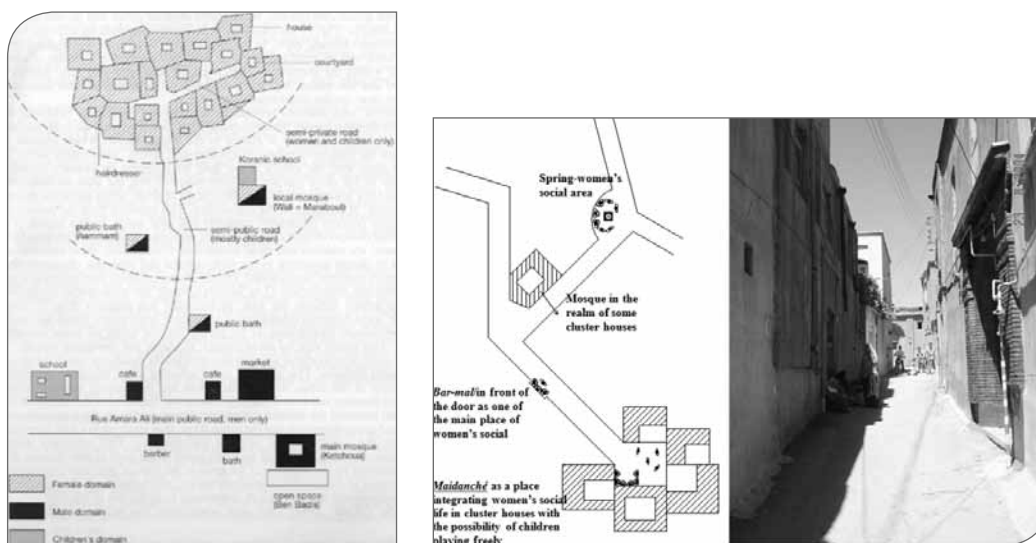 house
courtyard
semi-private road
(women and children only)
hairdresser
Koranic school
local mosque
(Wali = Marabout)
public bath
(hammam)
semi-public road
(mostly children)
public bath
school
cafe
cafe
market
Rue Amara Ali (main public road, men only)
barber
bath
main mosque
(Ketchoua)
open space
(Ben Badis)
Female domain
Male domain
Children's domain
Spring-women's
social area
Mosque in the
realm of some
cluster houses
Bar-mal/in front of
the door as one of
the main place of
women's social
Maidanché as a place
integrating women's social
life in cluster houses with
the possibility of children
playing freely